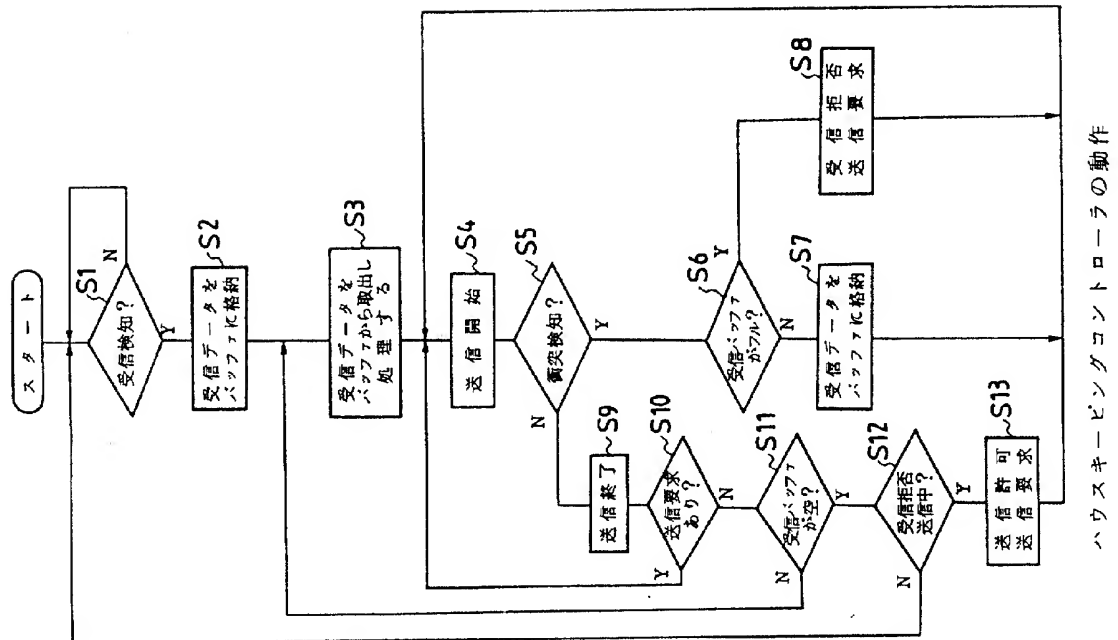 スタート
S1
受信検知?
N
Y
S2
受信データを
バッファに格納
S3
受信データを
バッファから取出し
処理する
S4
送信開始
S5
衝突検知?
N
Y
S6
受信バッファ
がフル?
Y
N
S7
受信データを
バッファに格納
S8
受信拒否
送信要求
S9
送信終了
S10
送信要求
あり?
Y
N
S11
受信バッファ
が空?
N
Y
S12
受信拒否
送信中?
N
Y
S13
送信許可
送信要求
ハウスキーピングコントローラの動作